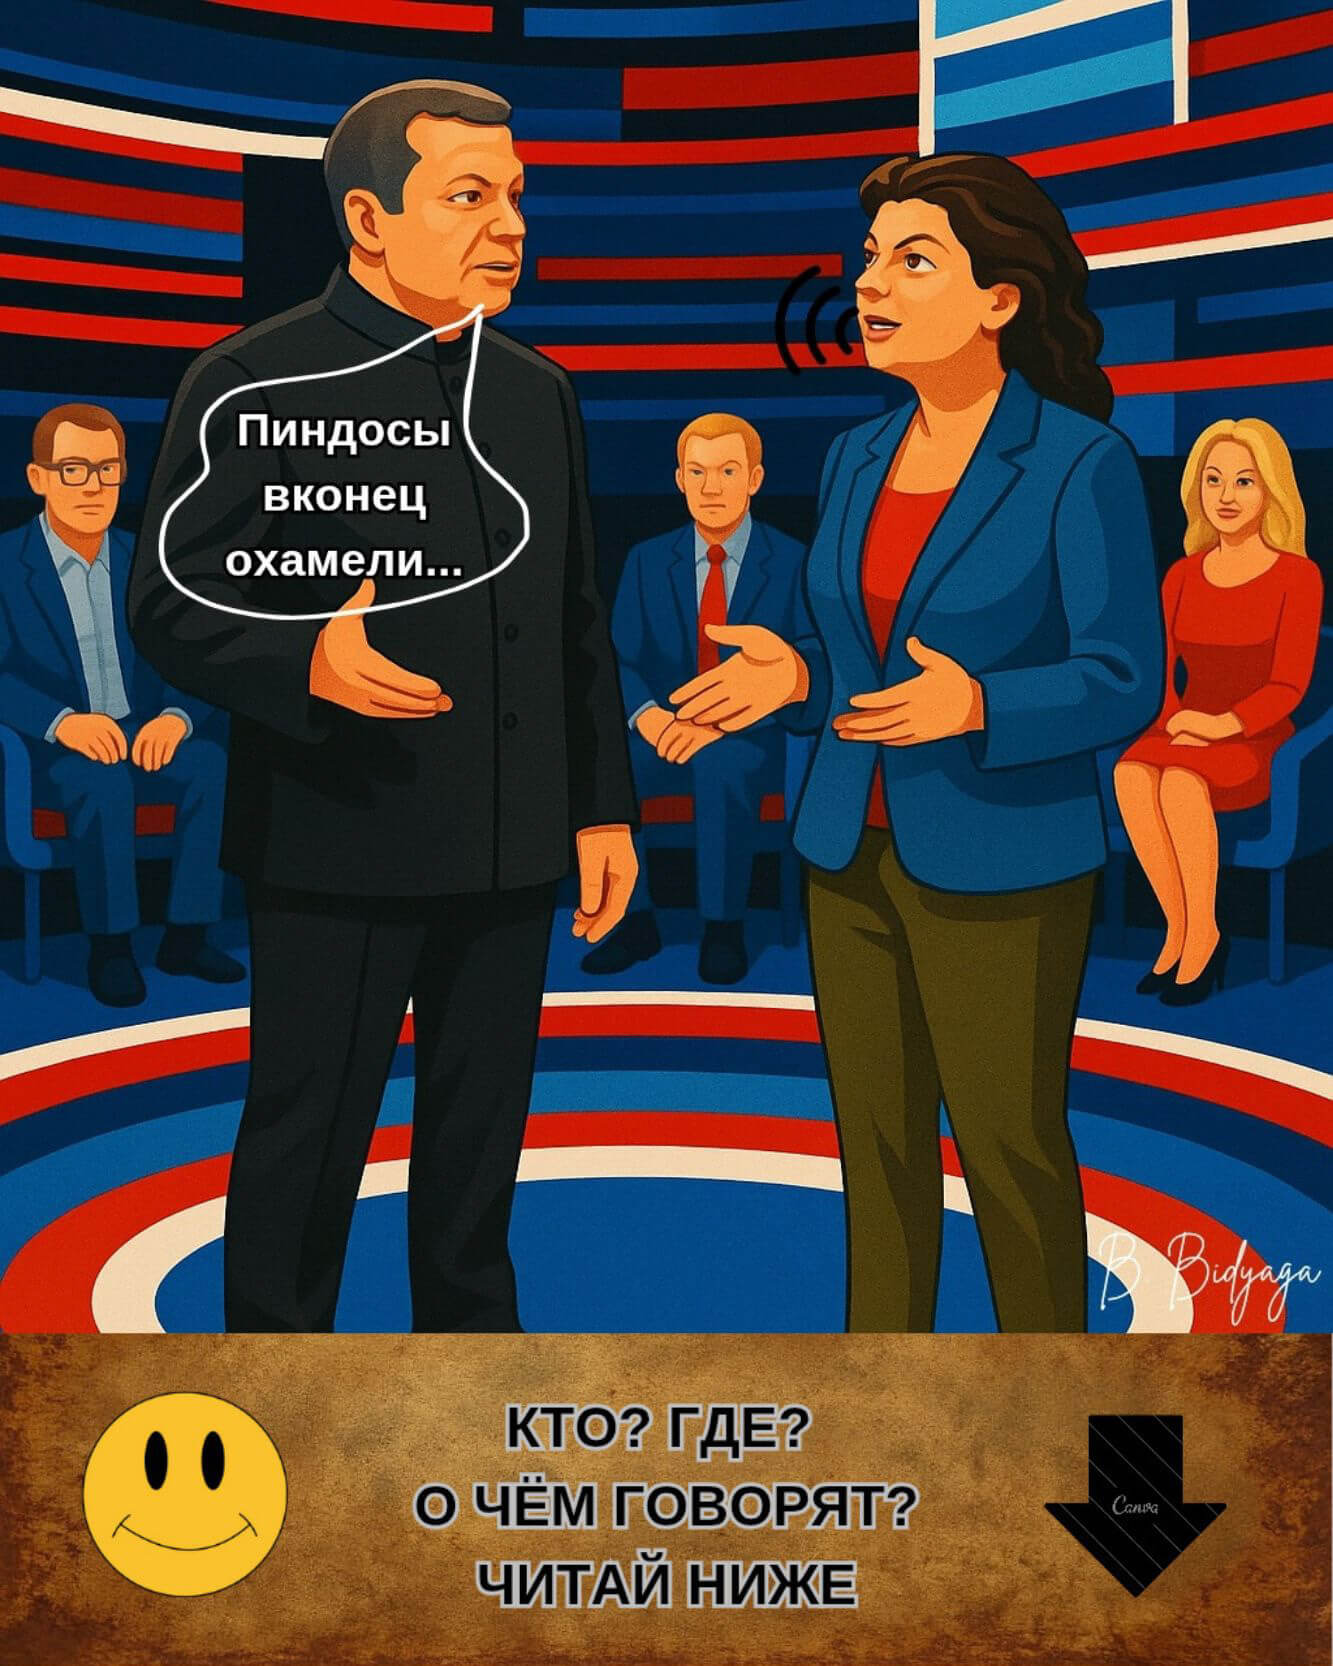 Пиндосы
вконец
охамели...
B Bidyaga
КТО? ГДЕ?
О ЧЁМ ГОВОРЯТ?
ЧИТАЙ НИЖЕ
Canva